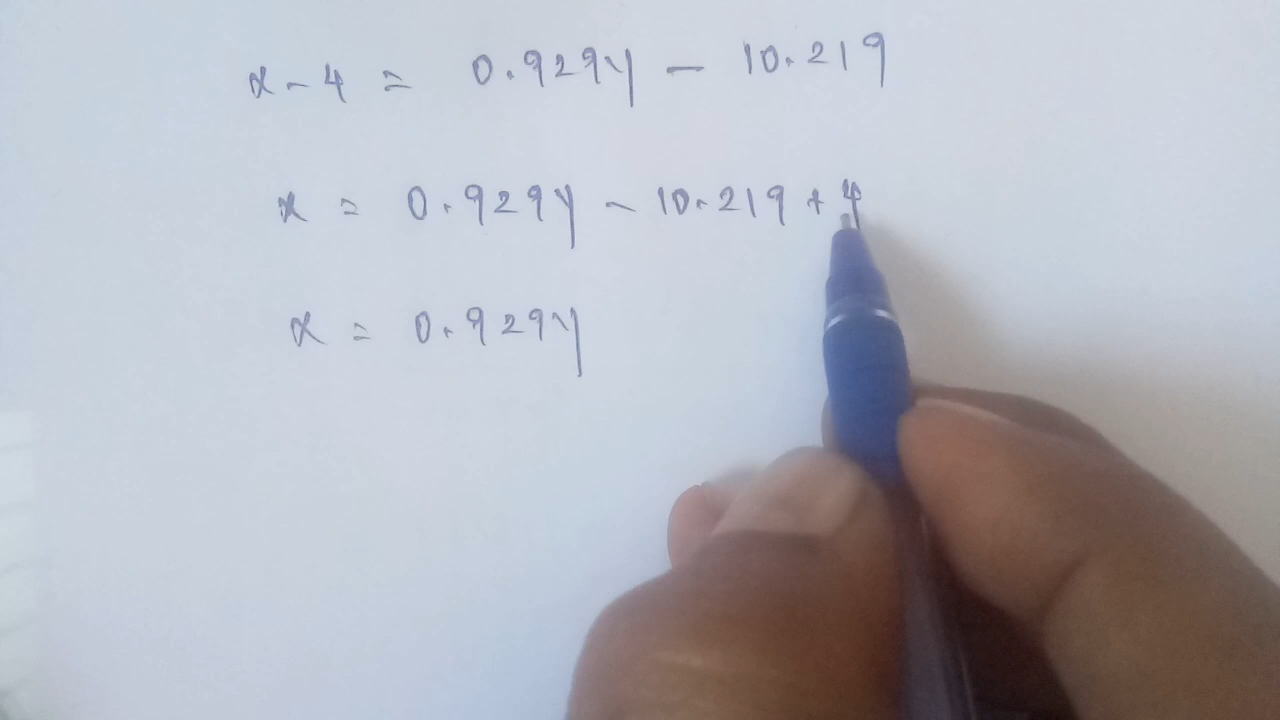 x - 4 = 0.929y - 10.219
x = 0.929y - 10.219 + 4
x = 0.929y